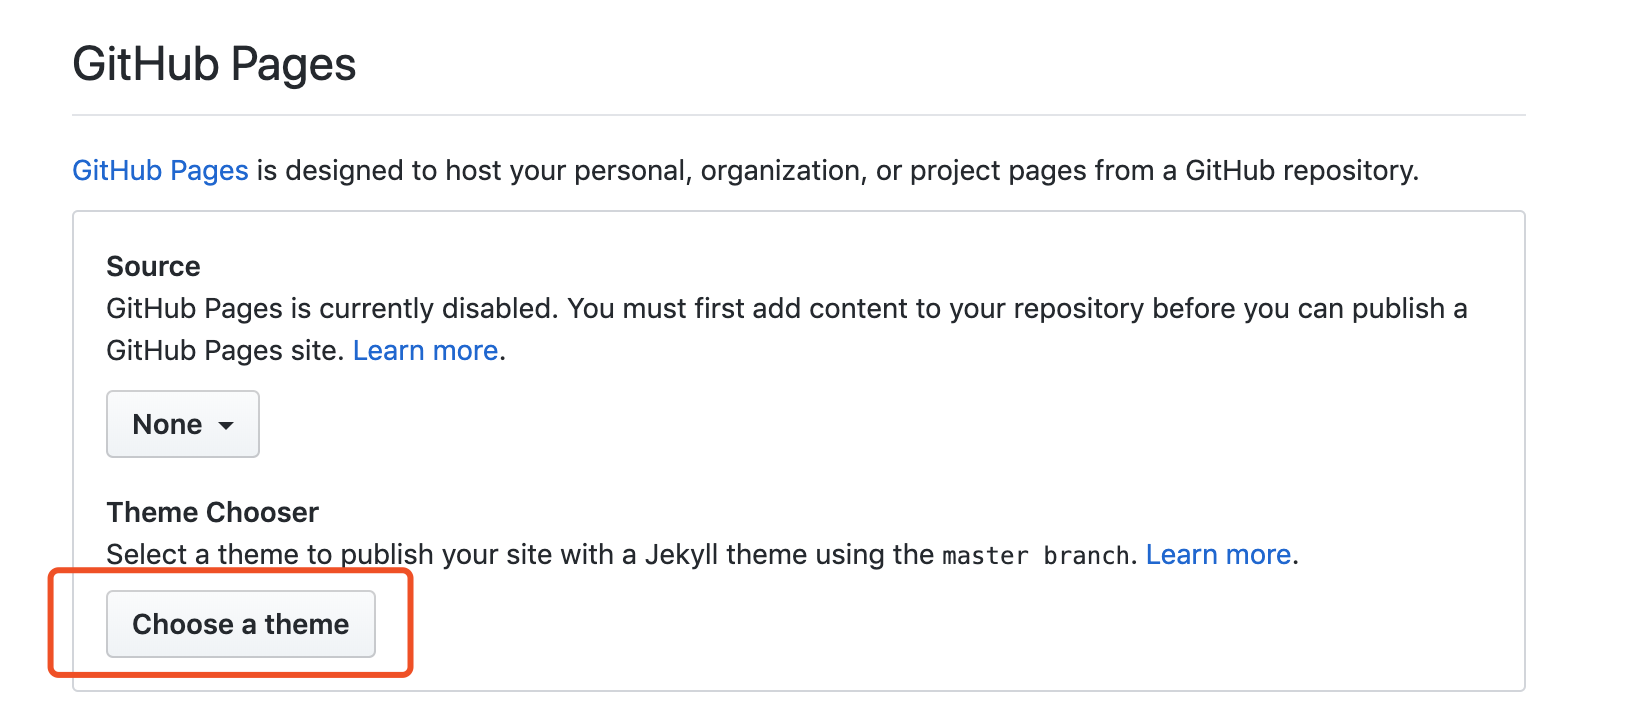 GitHub Pages
GitHub Pages is designed to host your personal, organization, or project pages from a GitHub repository.
Source
GitHub Pages is currently disabled. You must first add content to your repository before you can publish a
GitHub Pages site. Learn more.
None
Theme Chooser
Select a theme to publish your site with a Jekyll theme using the master branch. Learn more.
Choose a theme